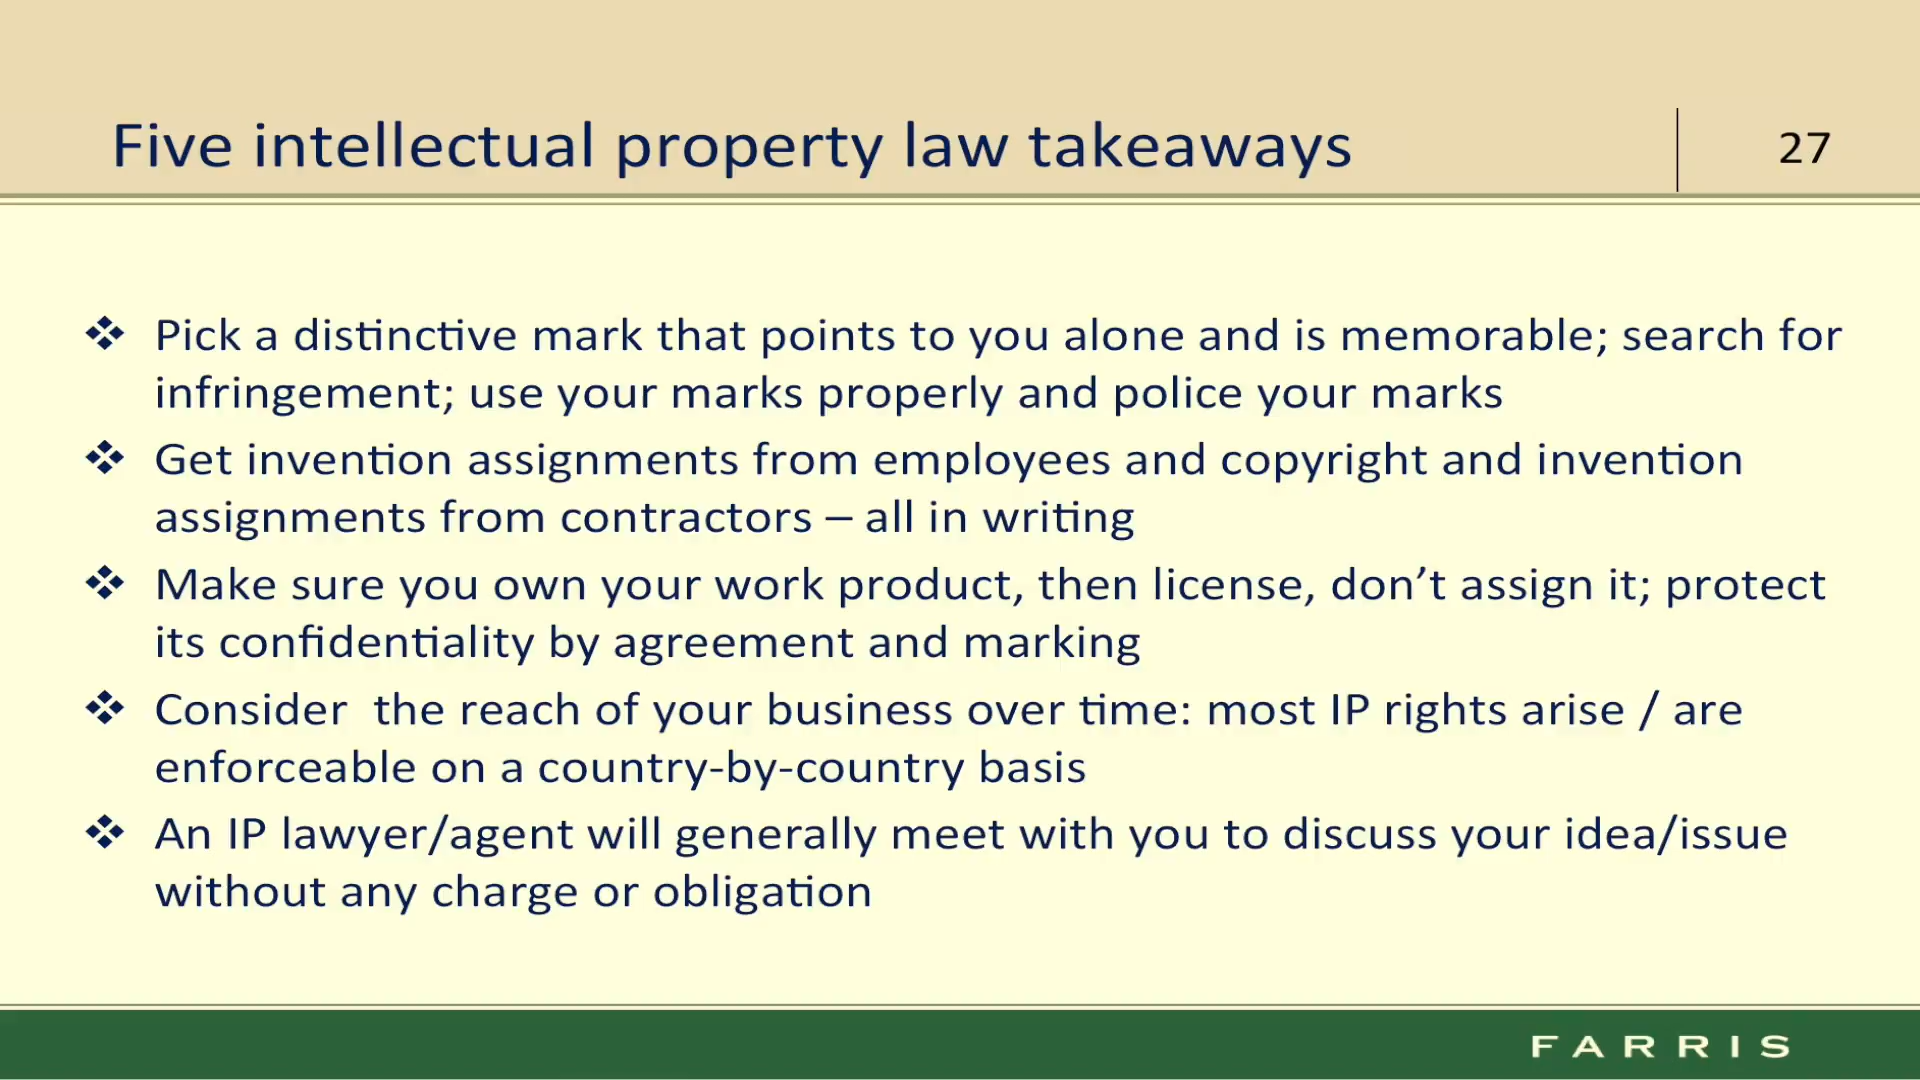 Five intellectual property law takeaways
27
❖ Pick a distinctive mark that points to you alone and is memorable; search for
infringement; use your marks properly and police your marks
❖ Get invention assignments from employees and copyright and invention
assignments from contractors – all in writing
❖ Make sure you own your work product, then license, don’t assign it; protect
its confidentiality by agreement and marking
❖ Consider  the reach of your business over time: most IP rights arise / are
enforceable on a country-by-country basis
❖ An IP lawyer/agent will generally meet with you to discuss your idea/issue
without any charge or obligation
FARRIS